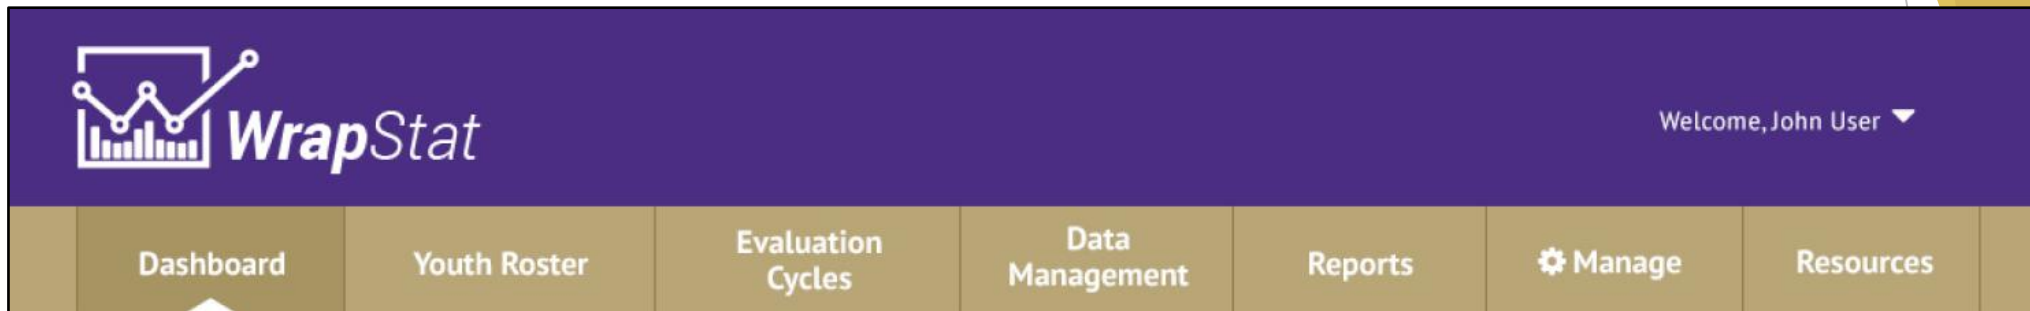 WrapStat
Welcome, John User
Dashboard
Youth Roster
Evaluation
Cycles
Data
Management
Reports
Manage
Resources